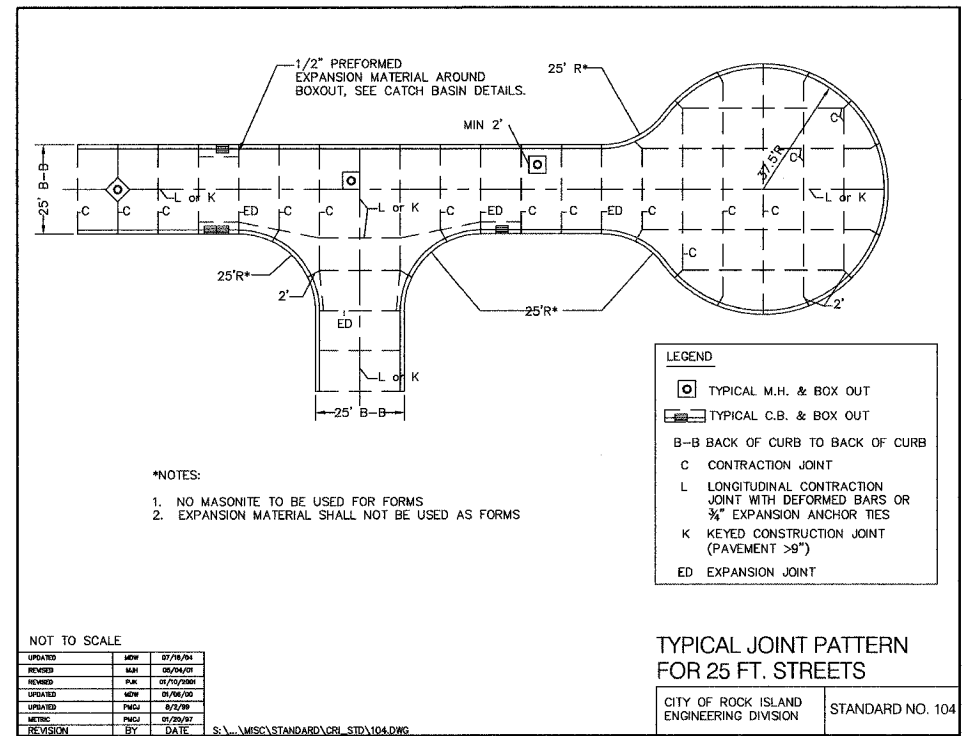 1/2" PREFORMED
EXPANSION MATERIAL AROUND
BOXOUT, SEE CATCH BASIN DETAILS.
25' R*
MIN 2'
C
C
37.5'R
25' B-B
L or K
L or K
L or K
C
C
C
ED
C
C
C
ED
C
C
ED
C
C
C
25'R*
2'
25'R*
2'
ED
L or K
25' B-B
LEGEND
TYPICAL M.H. & BOX OUT
TYPICAL C.B. & BOX OUT
B-B BACK OF CURB TO BACK OF CURB
C CONTRACTION JOINT
L LONGITUDINAL CONTRACTION
JOINT WITH DEFORMED BARS OR
¾" EXPANSION ANCHOR TIES
K KEYED CONSTRUCTION JOINT
(PAVEMENT >9")
ED EXPANSION JOINT
*NOTES:
1. NO MASONITE TO BE USED FOR FORMS
2. EXPANSION MATERIAL SHALL NOT BE USED AS FORMS
NOT TO SCALE
UPDATED MDW 07/18/04
REVISED MJH 05/04/01
REVISED PJK 01/10/2001
UPDATED MDW 01/06/00
UPDATED PMCJ 8/2/99
METRIC PMCJ 01/20/97
REVISION BY DATE
S:\...\MISC\STANDARD\CRI_STD\104.DWG
TYPICAL JOINT PATTERN
FOR 25 FT. STREETS
CITY OF ROCK ISLAND
ENGINEERING DIVISION
STANDARD NO. 104